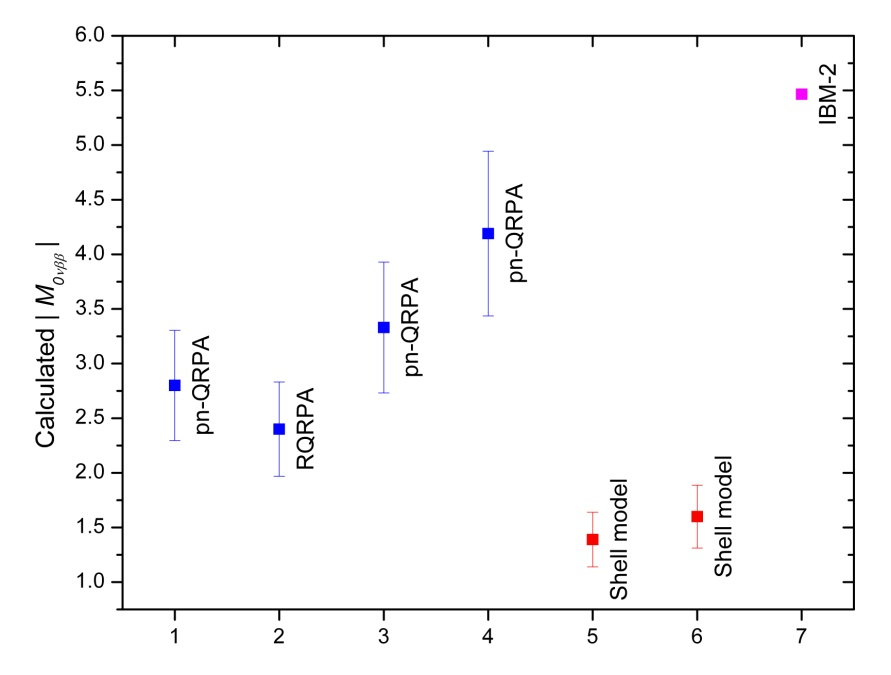 6.0
5.5
5.0
4.5
4.0
3.5
3.0
2.5
2.0
1.5
1.0
Calculated | M0νββ |
pn-QRPA
RQRPA
pn-QRPA
pn-QRPA
Shell model
Shell model
IBM-2
1 2 3 4 5 6 7